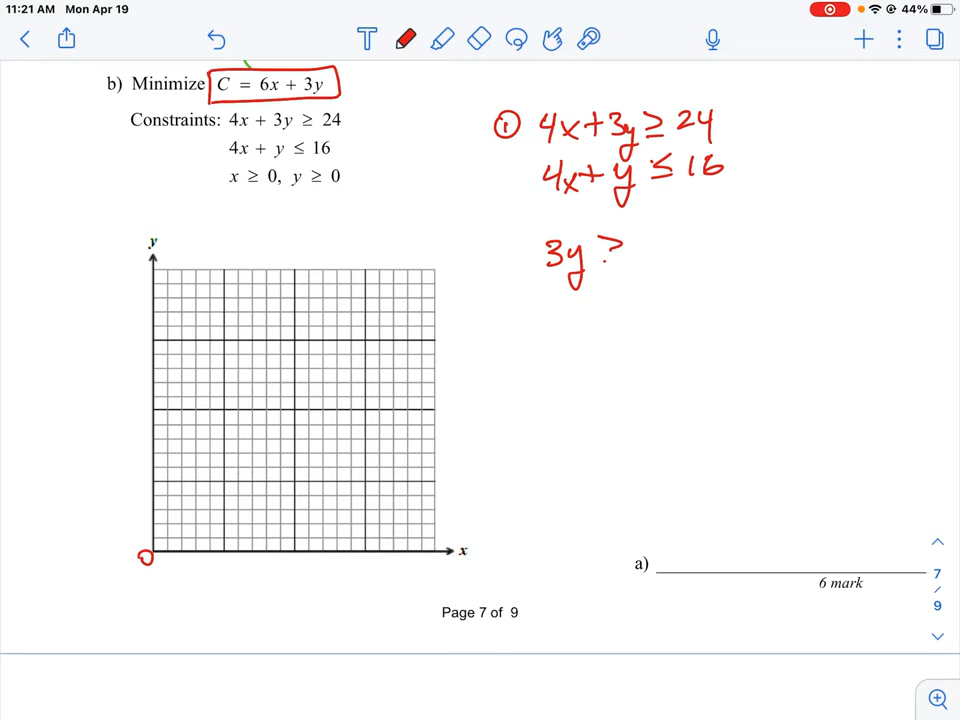 11:21 AM Mon Apr 19
44%
T
b) Minimize C = 6x + 3y
Constraints: 4x + 3y ≥ 24
4x + y ≤ 16
x ≥ 0, y ≥ 0
① 4x + 3y ≥ 24
4x + y ≤ 16
3y ≥
y
x
0
a)
6 mark
7
/
9
Page 7 of 9